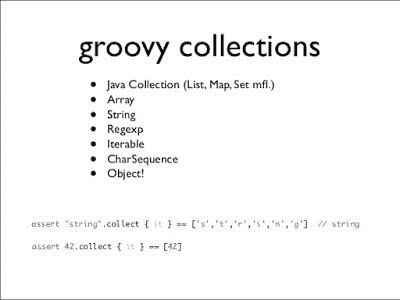 groovy collections
• Java Collection (List, Map, Set mfl.)
• Array
• String
• Regexp
• Iterable
• CharSequence
• Object!
assert "string".collect { it } == ['s','t','r','i','n','g'] // string
assert 42.collect { it } == [42]